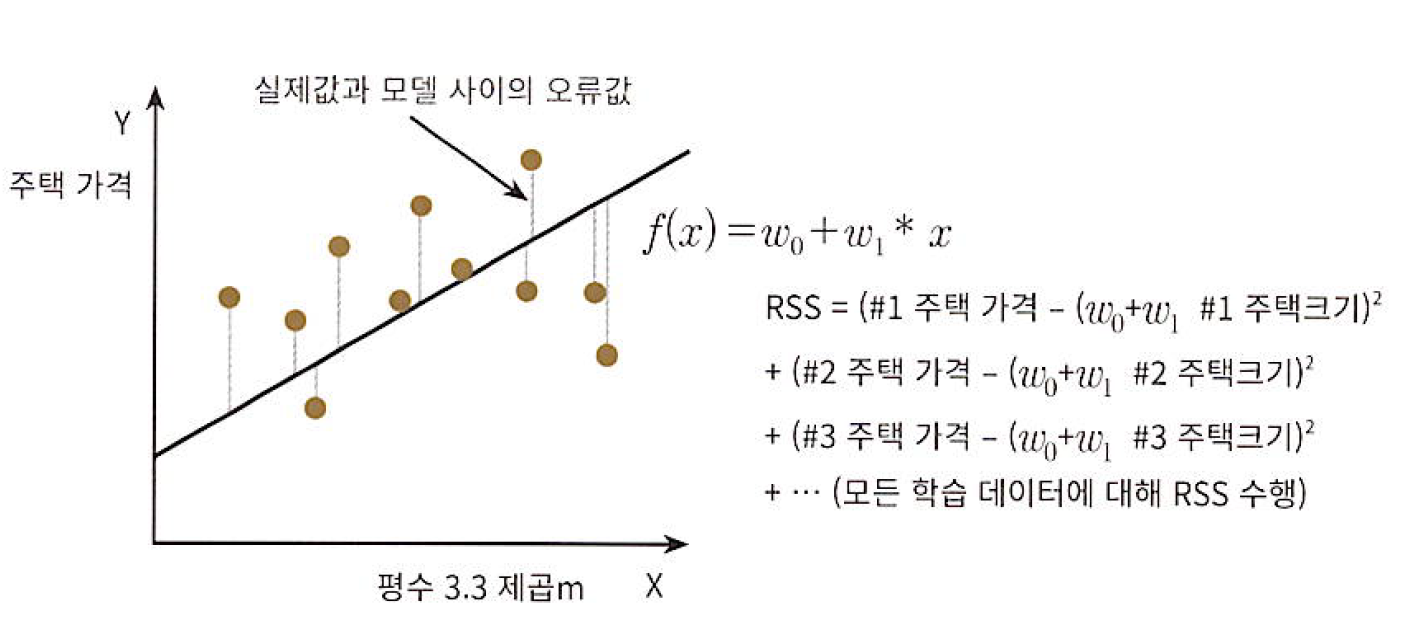 실제값과 모델 사이의 오류값
Y
주택 가격
f(x) = w₀ + w₁ * x
RSS = (#1 주택 가격 – (w₀+w₁ #1 주택크기)²
+ (#2 주택 가격 – (w₀+w₁ #2 주택크기)²
+ (#3 주택 가격 – (w₀+w₁ #3 주택크기)²
+ ··· (모든 학습 데이터에 대해 RSS 수행)
평수 3.3 제곱m X